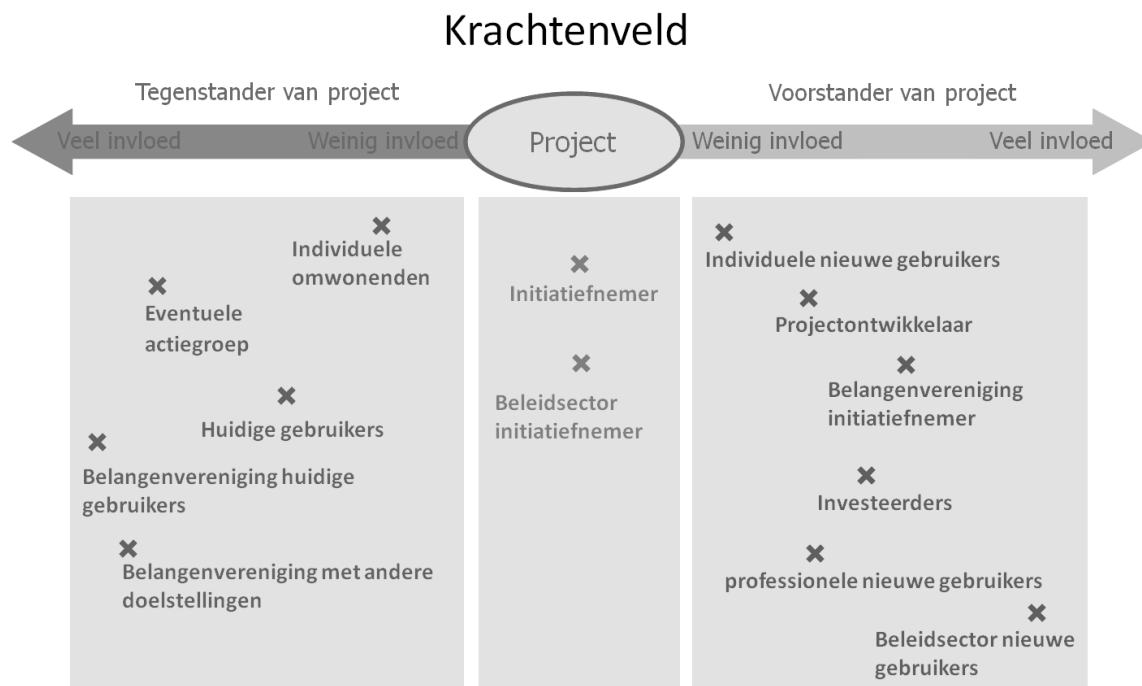 Krachtenveld
Tegenstander van project
Voorstander van project
Veel invloed
Weinig invloed
Project
Weinig invloed
Veel invloed
Individuele
omwonenden
Eventuele
actiegroep
Huidige gebruikers
Belangenvereniging huidige
gebruikers
Belangenvereniging met andere
doelstellingen
Initiatiefnemer
Beleidsector
initiatiefnemer
Individuele nieuwe gebruikers
Projectontwikkelaar
Belangenvereniging
initiatiefnemer
Investeerders
professionele nieuwe gebruikers
Beleidsector nieuwe
gebruikers